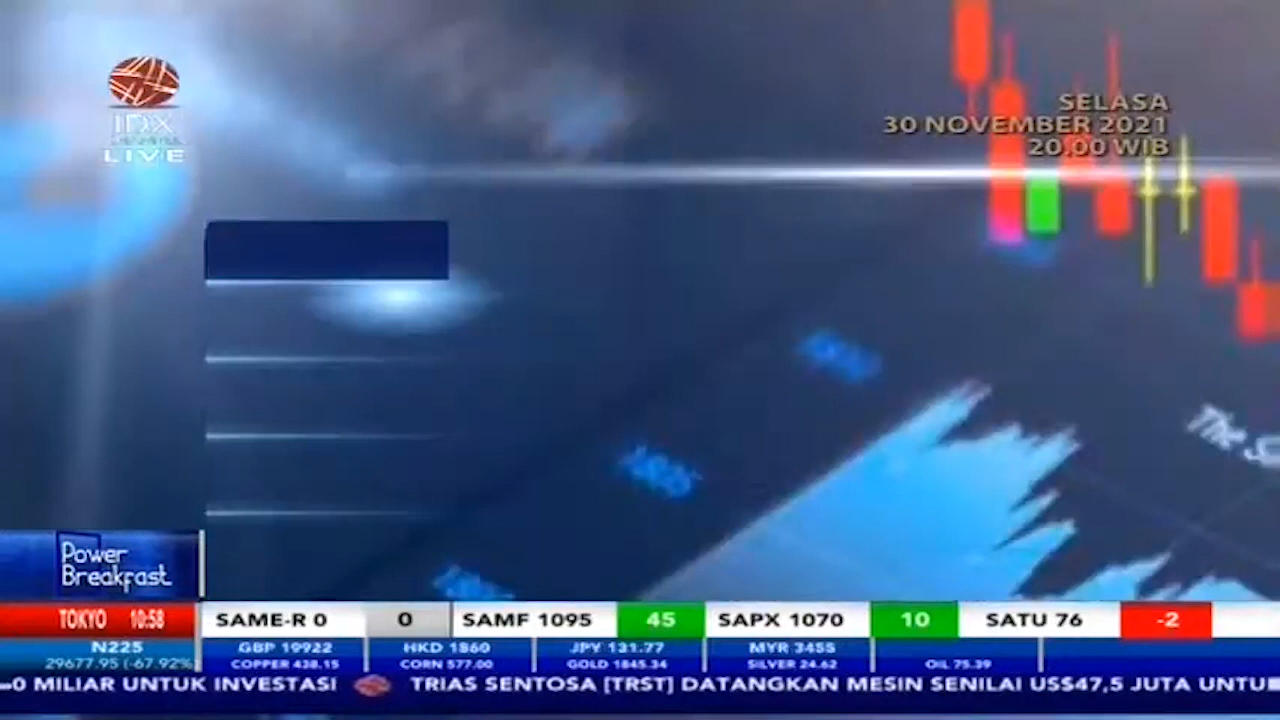 IDX
LIVE
SELASA
30 NOVEMBER 2021
20.00 WIB
The
Power
Breakfast
TOKYO 10:58
SAME-R 0 0 SAMF 1095 45 SAPX 1070 10 SATU 76 -2
N225
29677.95 (-67.92%
GBP 19922 HKD 1860 JPY 131.77 MYR 3455
COPPER 438.15 CORN 577.00 GOLD 1845.34 SILVER 24.62 OIL 75.39
0 MILIAR UNTUK INVESTASI TRIAS SENTOSA [TRST] DATANGKAN MESIN SENILAI US$47,5 JUTA UNTU